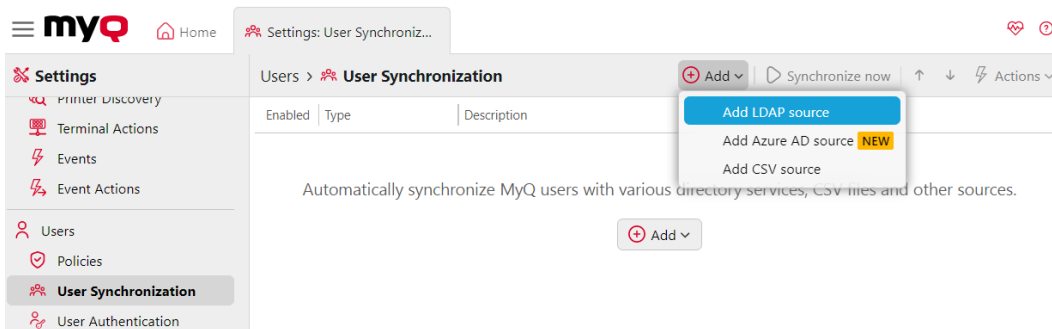 myQ
Home
Settings: User Synchroniz...
Settings
Printer Discovery
Terminal Actions
Events
Event Actions
Users
Policies
User Synchronization
User Authentication
Users > User Synchronization
Add
Synchronize now
Actions
Enabled Type Description
Add LDAP source
Add Azure AD source NEW
Add CSV source
Automatically synchronize MyQ users with various directory services, CSV files and other sources.
Add